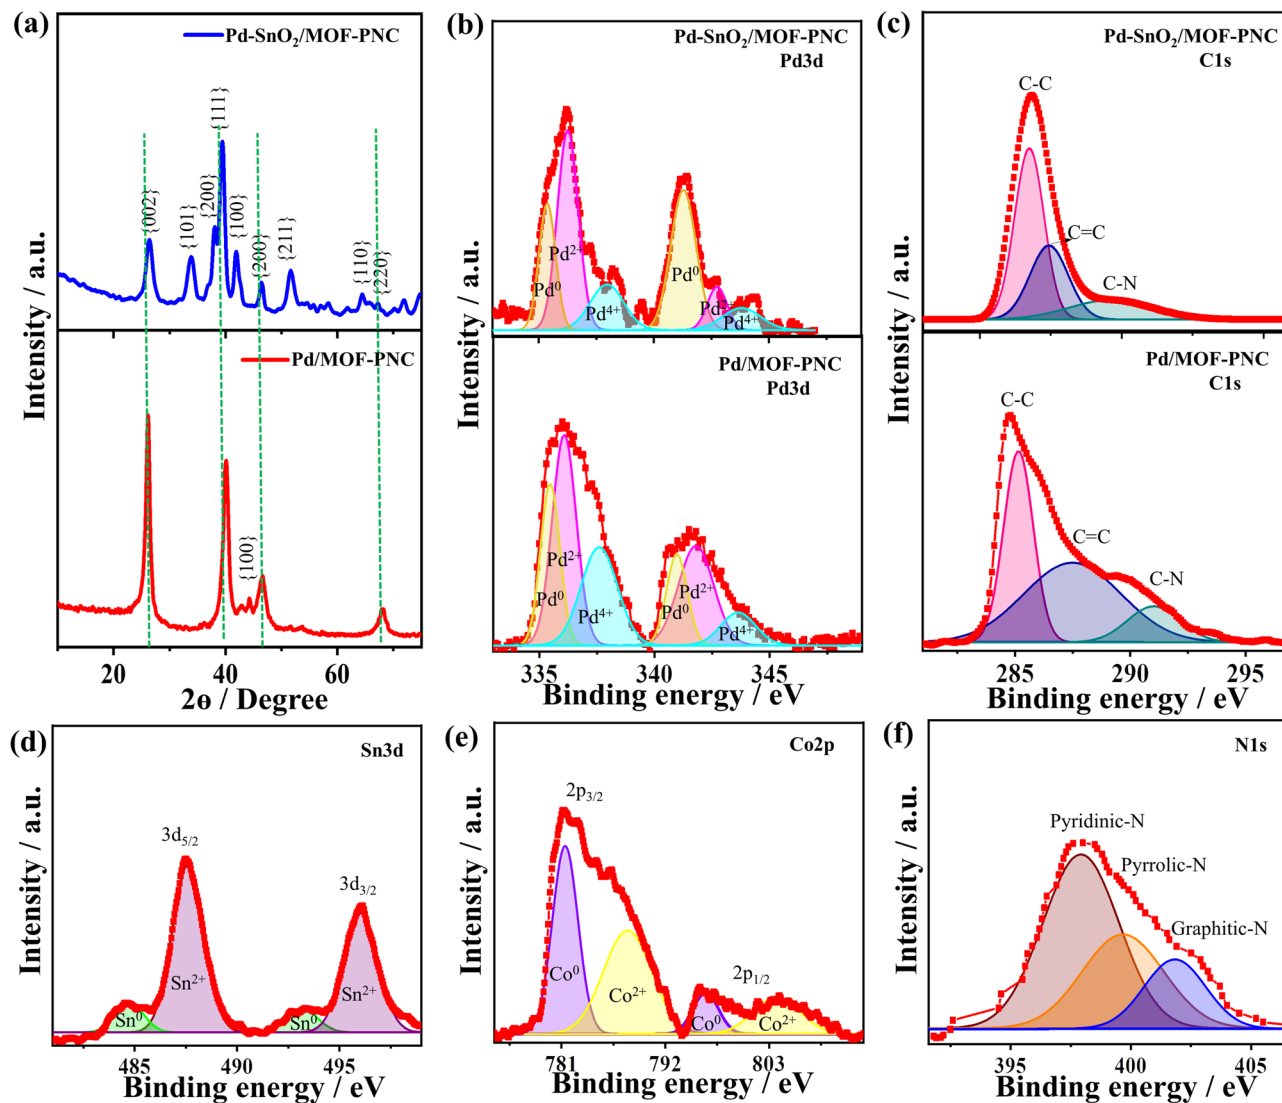 (a)
Pd-SnO₂/MOF-PNC
{002}
{101}
{200}
{111}
{100}
{200}
{211}
{110}
{220}
Pd/MOF-PNC
{100}
Intensity / a.u.
Intensity / a.u.
20 40 60
2ө / Degree
(b)
Pd-SnO₂/MOF-PNC
Pd3d
Pd⁰
Pd²⁺
Pd⁴⁺
Pd⁰
Pd²⁺
Pd⁴⁺
Pd/MOF-PNC
Pd3d
Pd⁰
Pd²⁺
Pd⁴⁺
Pd⁰
Pd²⁺
Pd⁴⁺
Intensity / a.u.
Intensity / a.u.
335 340 345
Binding energy / eV
(c)
Pd-SnO₂/MOF-PNC
C1s
C-C
C=C
C-N
Pd/MOF-PNC
C1s
C-C
C=C
C-N
Intensity / a.u.
Intensity / a.u.
285 290 295
Binding energy / eV
(d)
Sn3d
3d₅/₂
3d₃/₂
Sn⁰
Sn²⁺
Sn⁰
Sn²⁺
Intensity / a.u.
485 490 495
Binding energy / eV
(e)
Co2p
2p₃/₂
2p₁/₂
Co⁰
Co²⁺
Co⁰
Co²⁺
Intensity / a.u.
781 792 803
Binding energy / eV
(f)
N1s
Pyridinic-N
Pyrrolic-N
Graphitic-N
Intensity / a.u.
395 400 405
Binding energy / eV